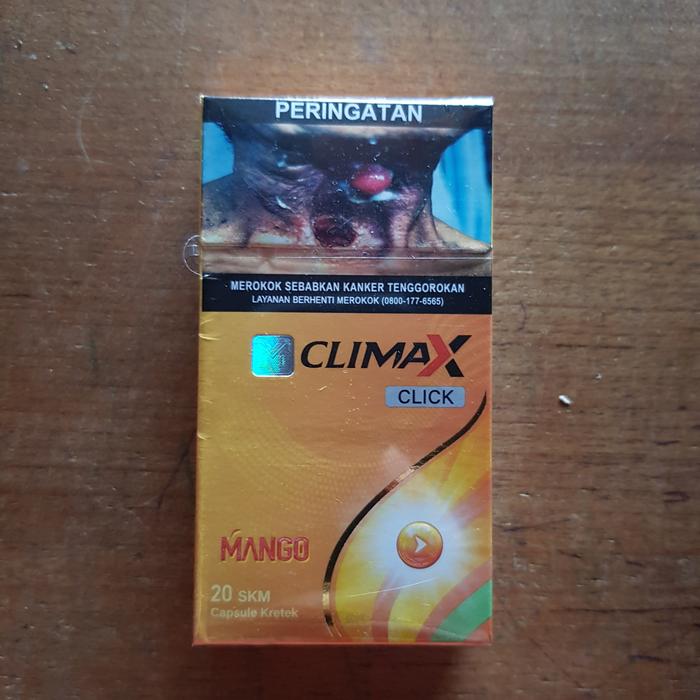 PERINGATAN
MEROKOK SEBABKAN KANKER TENGGOROKAN
LAYANAN BERHENTI MEROKOK (0800-177-6565)
CLIMAX
CLICK
MANGO
20 SKM
Capsule Kretek